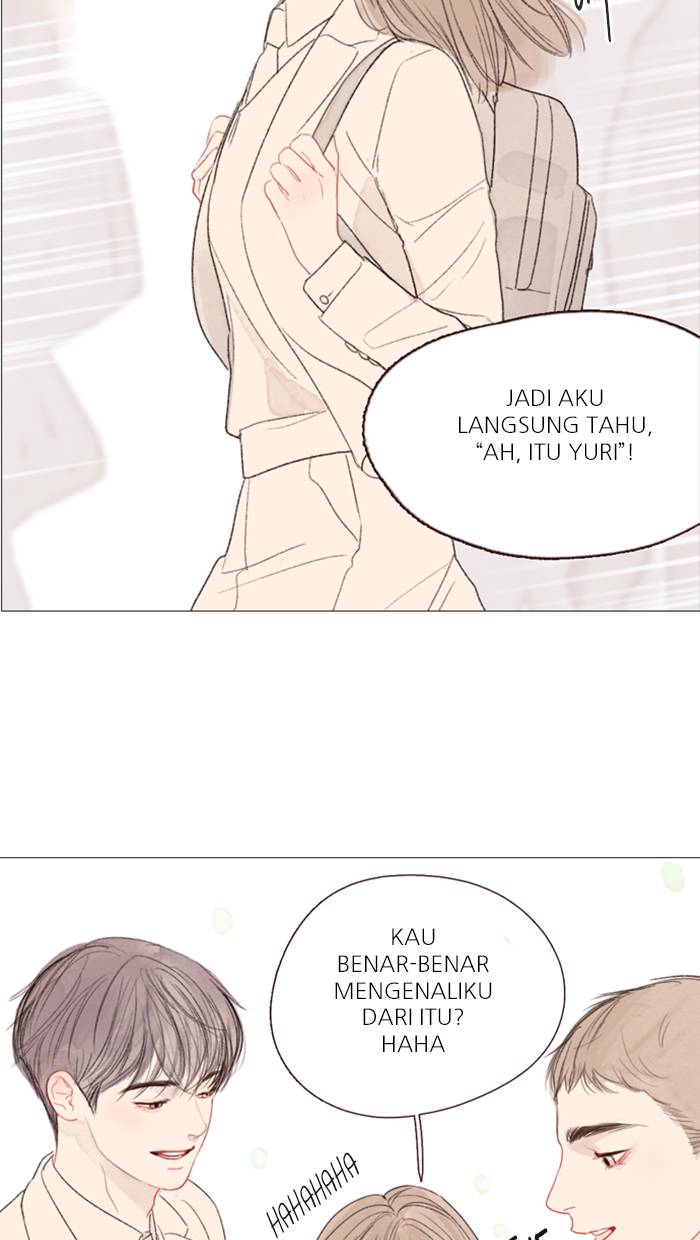 JADI AKU
LANGSUNG TAHU,
“AH, ITU YURI”!
KAU
BENAR-BENAR
MENGENALIKU
DARI ITU?
HAHA
HAHAHAHA